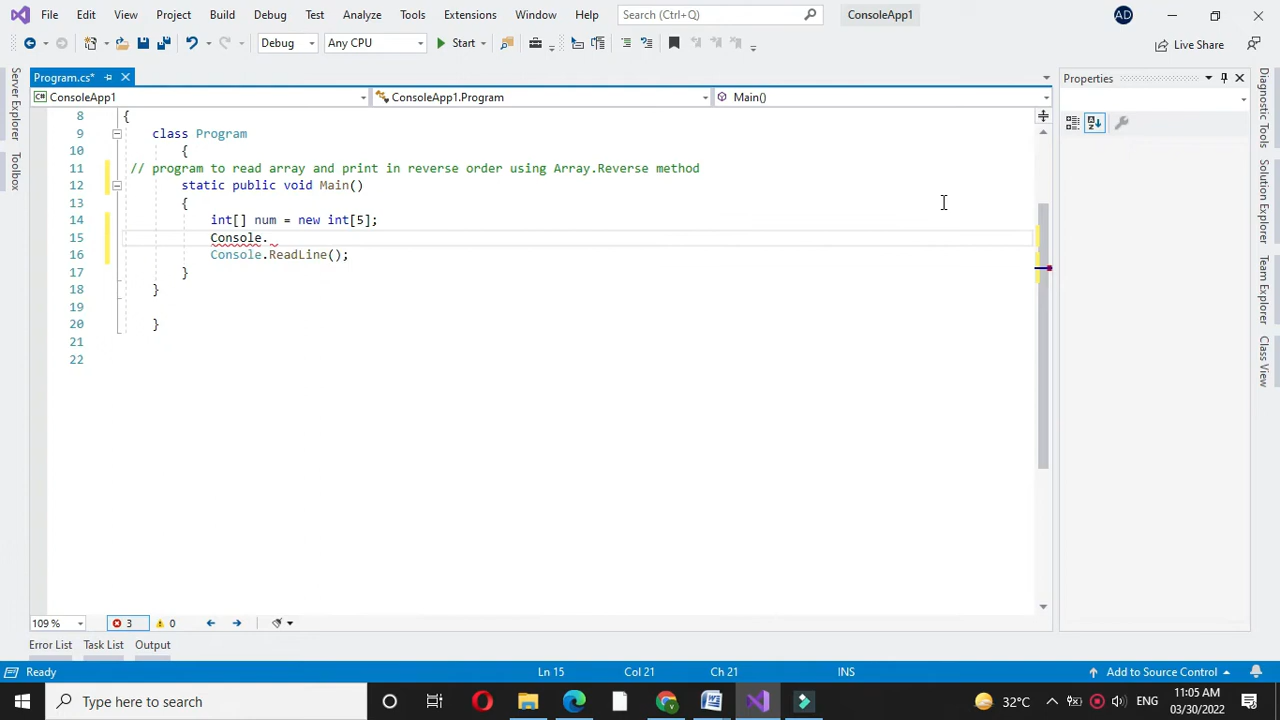 File Edit View Project Build Debug Test Analyze Tools Extensions Window Help Search (Ctrl+Q) ConsoleApp1 AD
Debug Any CPU Start Live Share
Program.cs* Properties
ConsoleApp1 ConsoleApp1.Program Main()
8 {
9 class Program
10 {
11 // program to read array and print in reverse order using Array.Reverse method
12 static public void Main()
13 {
14 int[] num = new int[5];
15 Console.
16 Console.ReadLine();
17 }
18 }
19
20 }
21
22
Server Explorer
Toolbox
Diagnostic Tools
Solution Explorer
Team Explorer
Class View
109 % 3 0
Error List Task List Output
Ready Ln 15 Col 21 Ch 21 INS Add to Source Control
Type here to search 32°C ENG 11:05 AM
03/30/2022